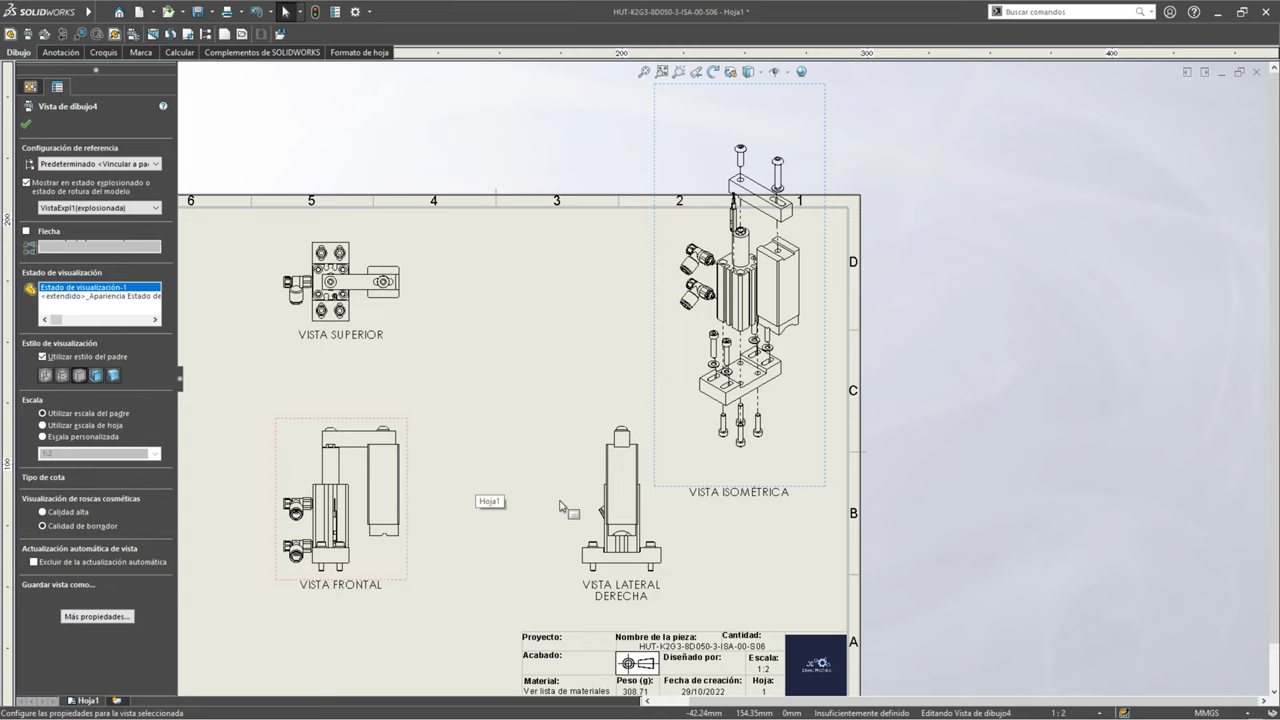 SOLIDWORKS
HUT-K2G3-8D050-3-ISA-00-S06 - Hoja1 *
Buscar comandos
Dibujo
Anotación
Croquis
Marca
Calcular
Complementos de SOLIDWORKS
Formato de hoja
200
300
400
Vista de dibujo4
Configuración de referencia
Predeterminado <Vincular a pa
Mostrar en estado explosionado o
estado de rotura del modelo
VistaExpl1(explosionada)
Flecha
Estado de visualización
Estado de visualización-1
<extendido>_Apariencia Estado de
Estilo de visualización
Utilizar estilo del padre
Escala
Utilizar escala del padre
Utilizar escala de hoja
Escala personalizada
1:2
Tipo de cota
Visualización de roscas cosméticas
Calidad alta
Calidad de borrador
Actualización automática de vista
Excluir de la actualización automática
Guardar vista como...
Más propiedades...
200
100
6
5
4
3
2
1
D
C
B
A
VISTA SUPERIOR
VISTA ISOMÉTRICA
Hoja1
VISTA FRONTAL
VISTA LATERAL
DERECHA
Proyecto:
Nombre de la pieza:
Cantidad:
HUT-K2G3-8D050-3-ISA-00-S06
Acabado:
Diseñado por:
Escala:
1:2
Material:
Peso (g):
Fecha de creación:
Hoja:
Ver lista de materiales
308.71
29/10/2022
1
Hoja1
Configure las propiedades para la vista seleccionada
-42.24mm
154.35mm
0mm
Insuficientemente definido
Editando Vista de dibujo4
1 : 2
MMGS